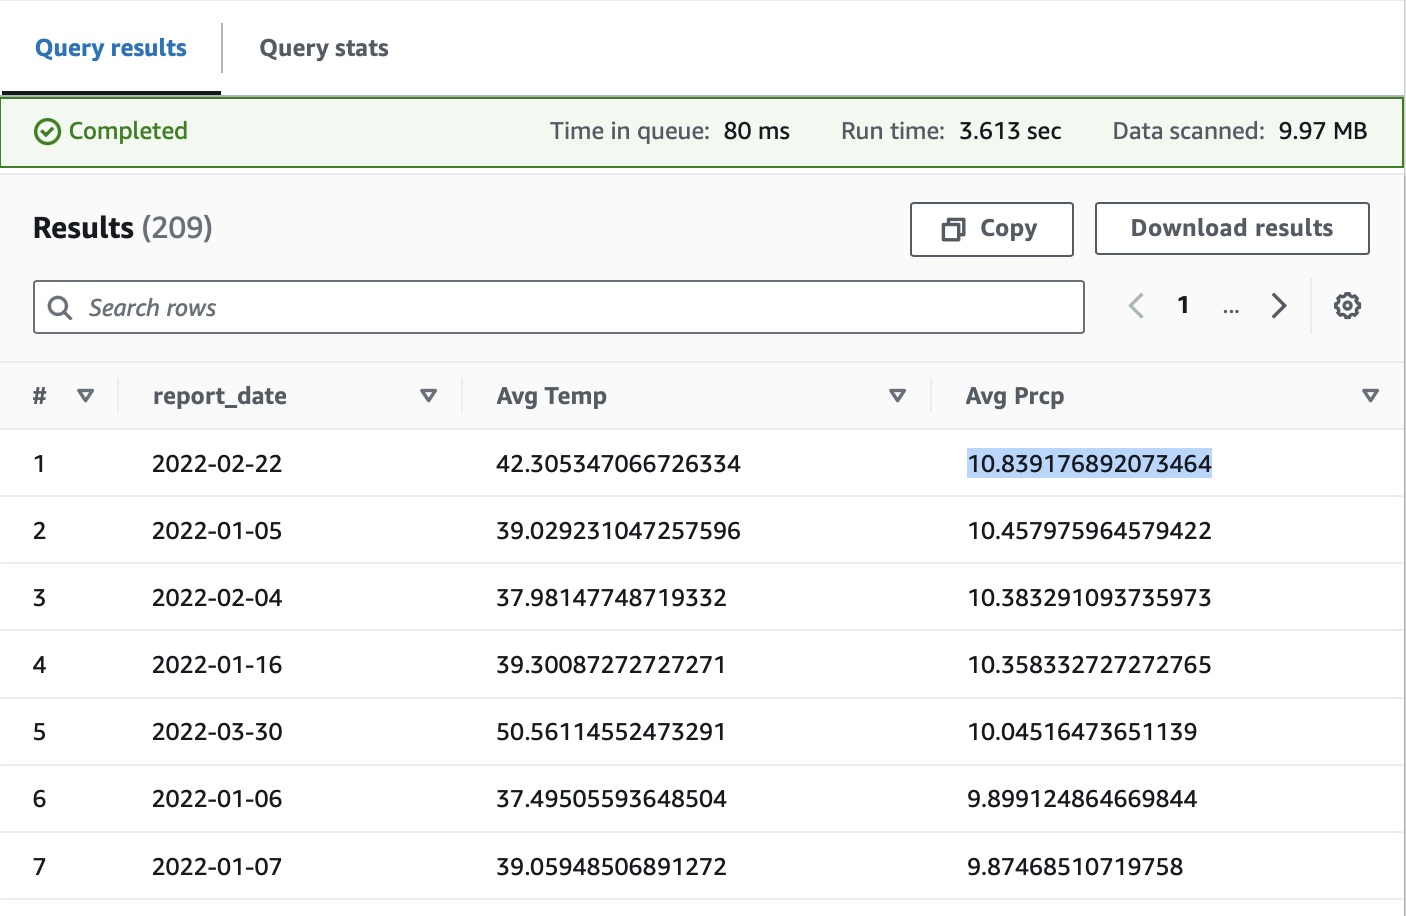 Query results Query stats
Completed Time in queue: 80 ms Run time: 3.613 sec Data scanned: 9.97 MB
Results (209) Copy Download results
Search rows 1 ...
# report_date Avg Temp Avg Prcp
1 2022-02-22 42.305347066726334 10.839176892073464
2 2022-01-05 39.029231047257596 10.457975964579422
3 2022-02-04 37.98147748719332 10.383291093735973
4 2022-01-16 39.30087272727271 10.358332727272765
5 2022-03-30 50.56114552473291 10.04516473651139
6 2022-01-06 37.49505593648504 9.899124864669844
7 2022-01-07 39.05948506891272 9.87468510719758